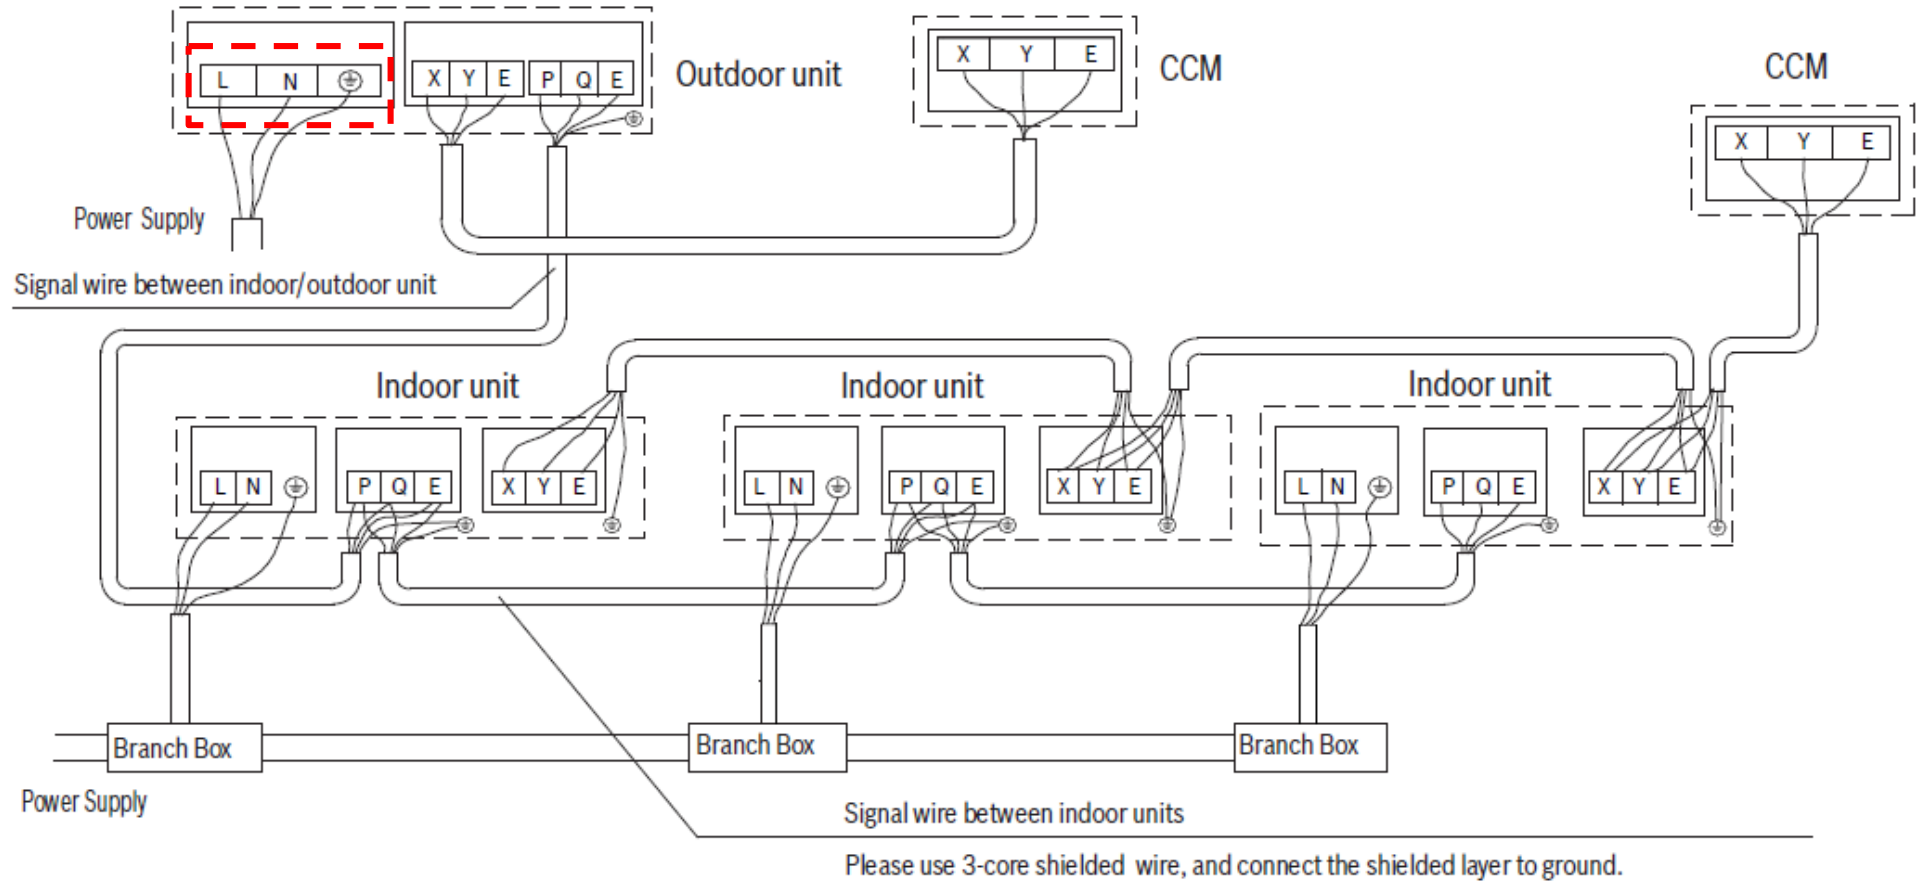 L N
X Y E P Q E
Outdoor unit
X Y E
CCM
CCM
X Y E
Power Supply
Signal wire between indoor/outdoor unit
Indoor unit
Indoor unit
Indoor unit
L N
P Q E
X Y E
L N
P Q E
X Y E
L N
P Q E
X Y E
Branch Box
Branch Box
Branch Box
Power Supply
Signal wire between indoor units
Please use 3-core shielded wire, and connect the shielded layer to ground.